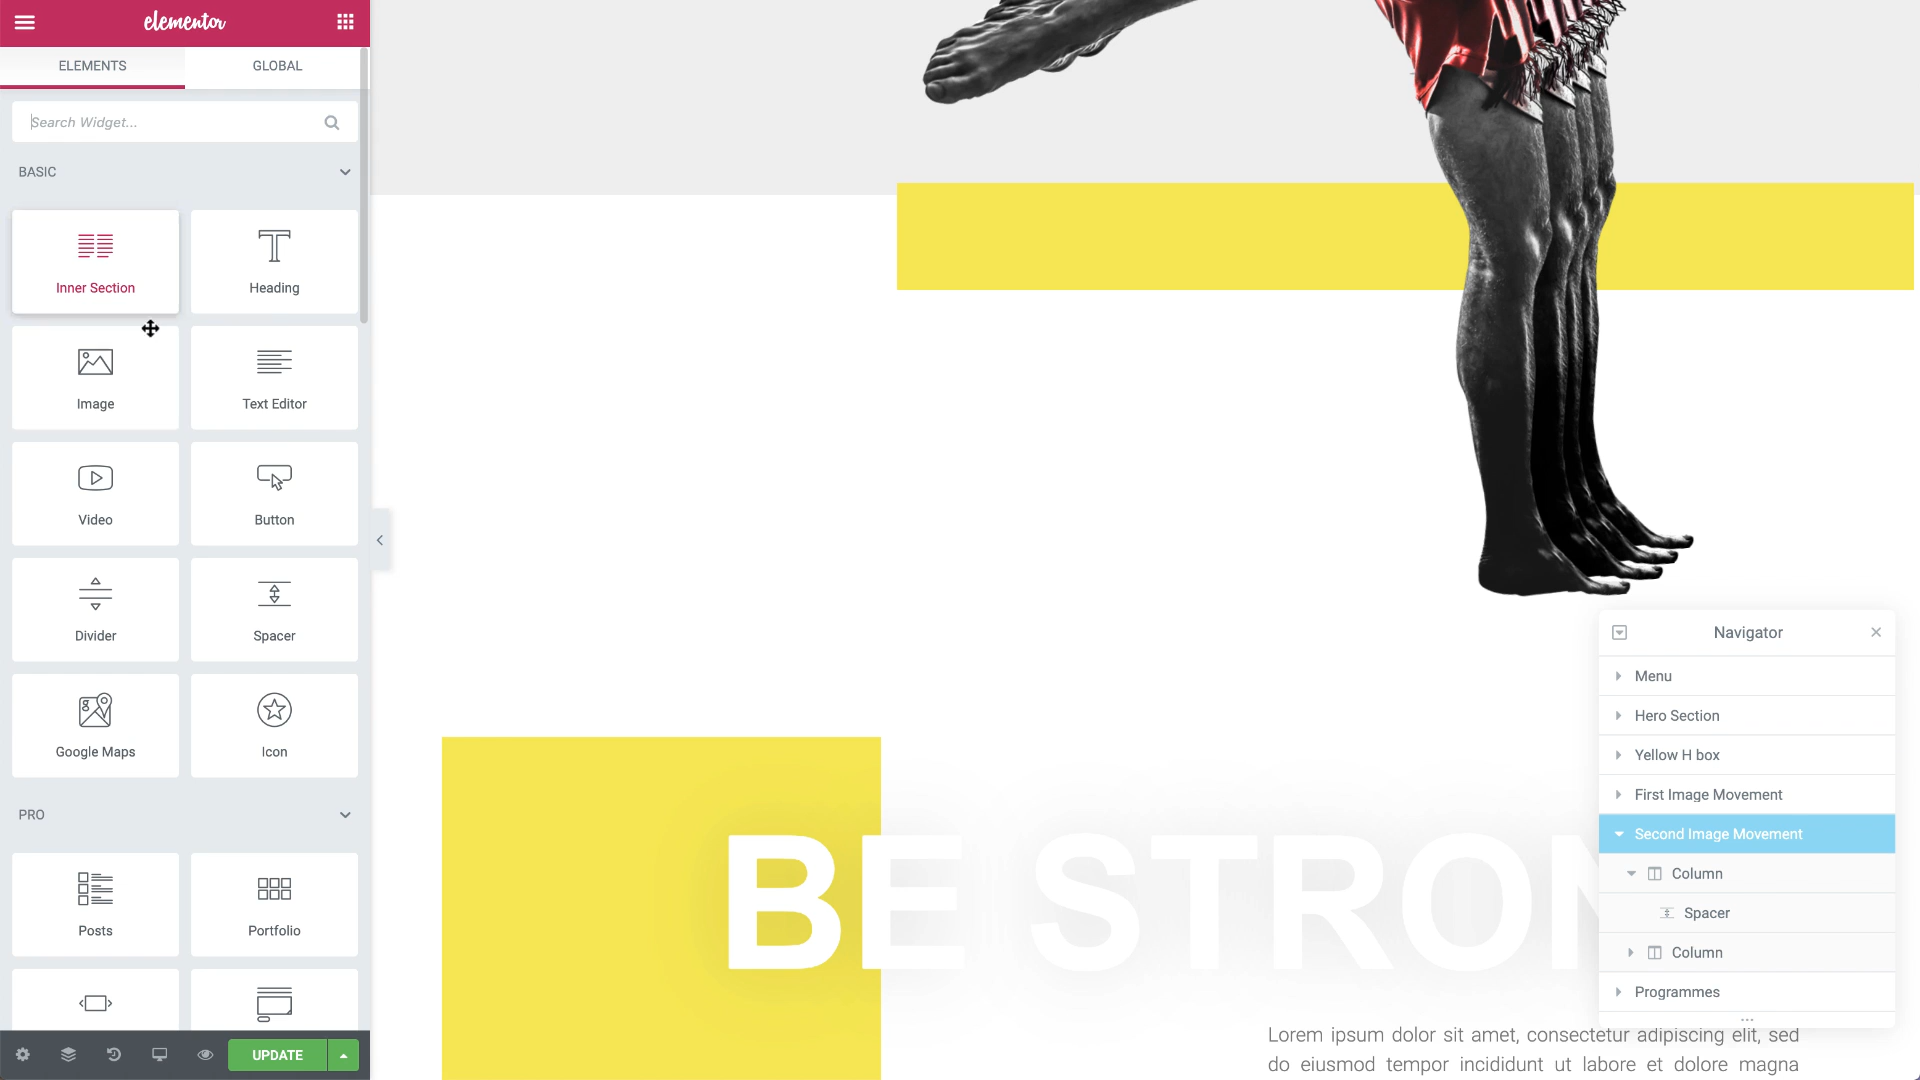 elementor
ELEMENTS
GLOBAL
Search Widget...
BASIC
Inner Section
Heading
Image
Text Editor
Video
Button
Divider
Spacer
Google Maps
Icon
PRO
Posts
Portfolio
UPDATE
BE STRON
Lorem ipsum dolor sit amet, consectetur adipiscing elit, sed
do eiusmod tempor incididunt ut labore et dolore magna
Navigator
Menu
Hero Section
Yellow H box
First Image Movement
Second Image Movement
Column
Spacer
Column
Programmes